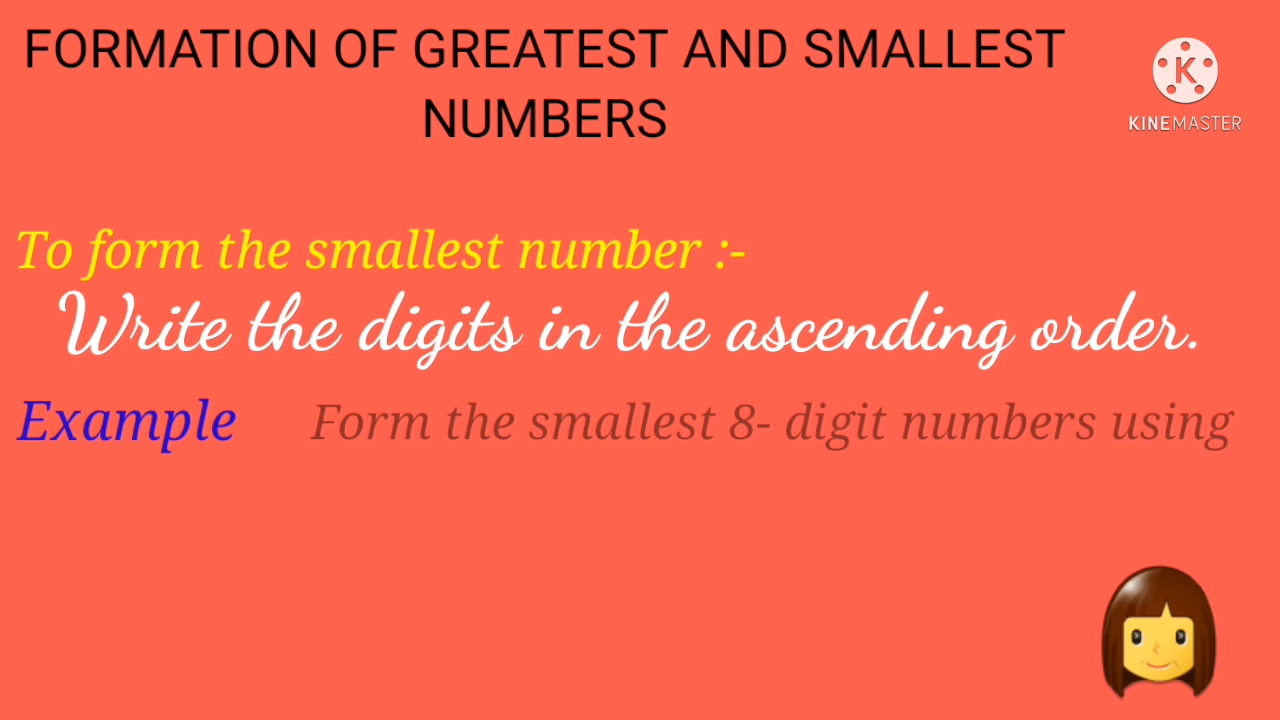 FORMATION OF GREATEST AND SMALLEST
NUMBERS
K
KINEMASTER
To form the smallest number :-
Write the digits in the ascending order.
Example Form the smallest 8- digit numbers using